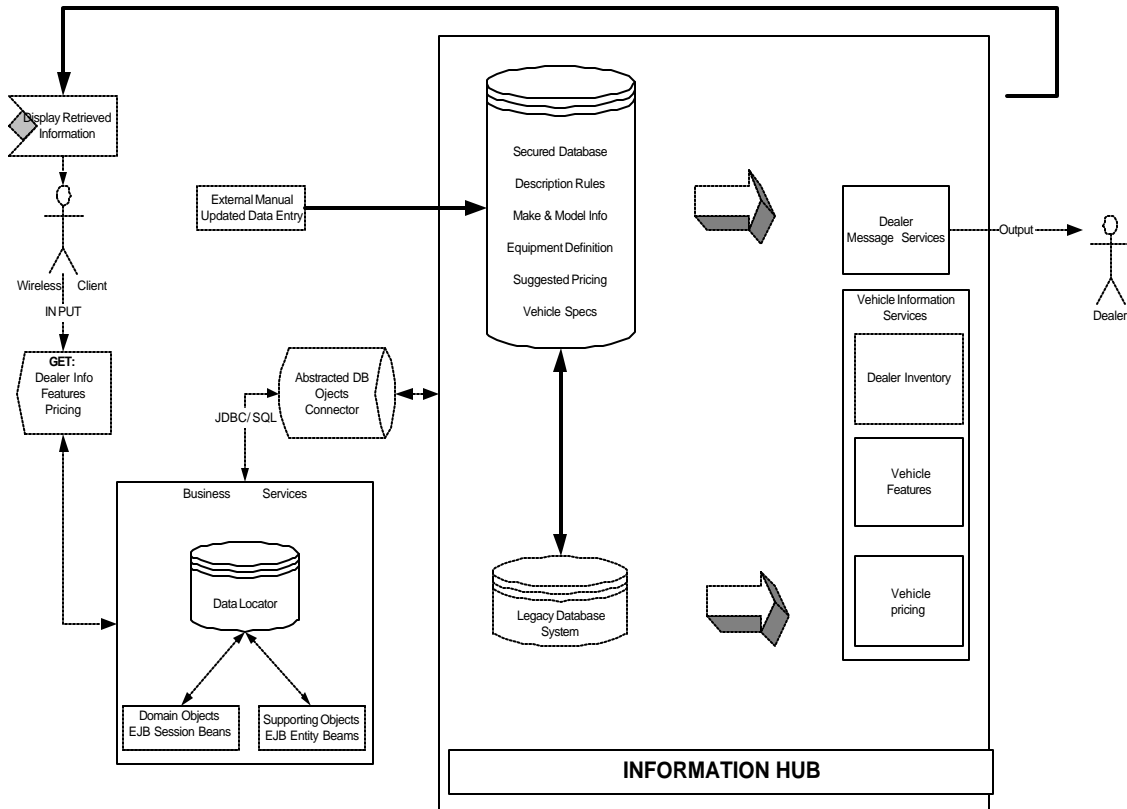 Display Retrieved
Information
Wireless Client
INPUT
GET:
Dealer Info
Features
Pricing
External Manual
Updated Data Entry
JDBC/ SQL
Abstracted DB
Ojects
Connector
Business Services
Data Locator
Domain Objects
EJB Session Beans
Supporting Objects
EJB Entity Beams
Secured Database
Description Rules
Make & Model Info
Equipment Definition
Suggested Pricing
Vehicle Specs
Legacy Database
System
Dealer
Message Services
Output
Dealer
Vehicle Information
Services
Dealer Inventory
Vehicle
Features
Vehicle
pricing
INFORMATION HUB